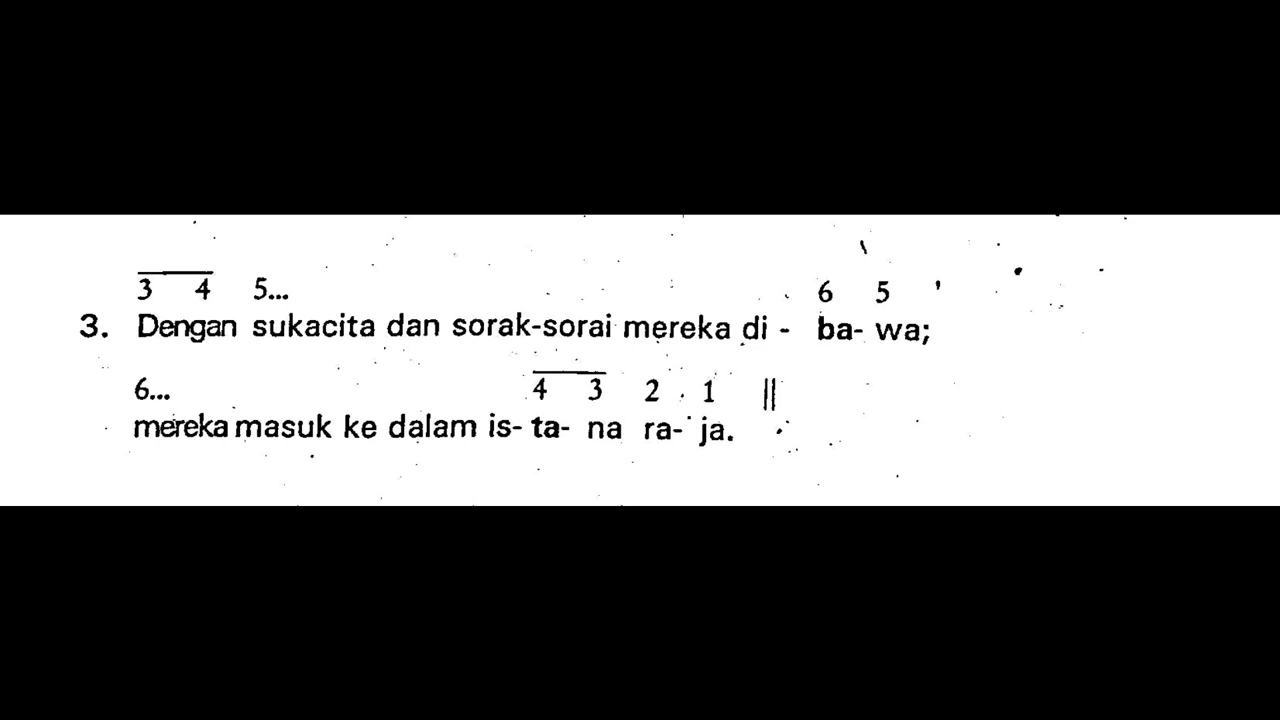 3 4 5... 6 5 '
3. Dengan sukacita dan sorak-sorai mereka di - ba- wa;
6... 4 3 2 1 ||
mereka masuk ke dalam is- ta- na ra- ja.